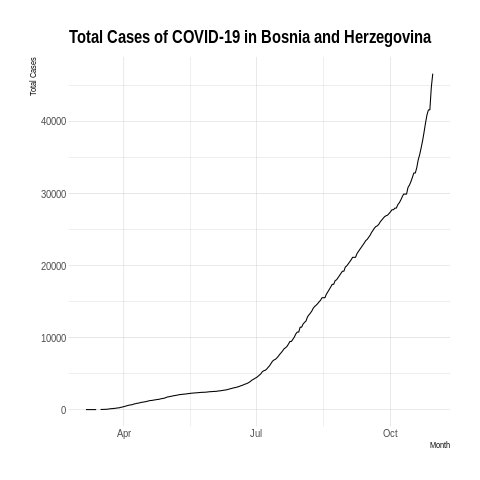 Total Cases of COVID-19 in Bosnia and Herzegovina
Total Cases
40000
30000
20000
10000
0
Apr Jul Oct
Month